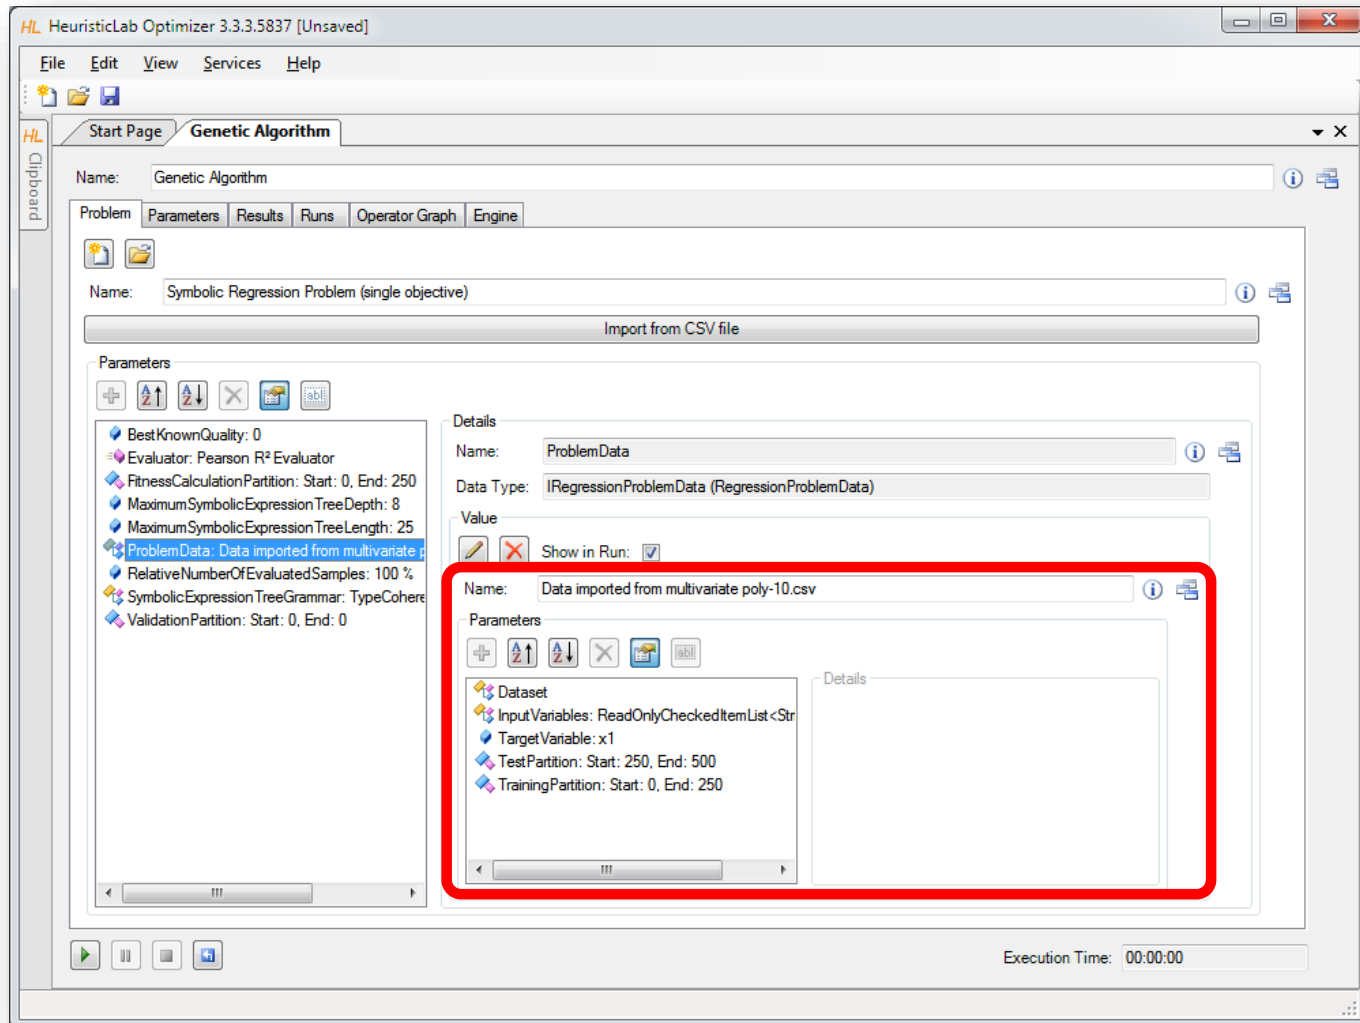 HL HeuristicLab Optimizer 3.3.3.5837 [Unsaved]
File Edit View Services Help
HL Clipboard
Start Page Genetic Algorithm
Name: Genetic Algorithm
Problem Parameters Results Runs Operator Graph Engine
Name: Symbolic Regression Problem (single objective)
Import from CSV file
Parameters
BestKnownQuality: 0
Evaluator: Pearson R² Evaluator
FitnessCalculationPartition: Start: 0, End: 250
MaximumSymbolicExpressionTreeDepth: 8
MaximumSymbolicExpressionTreeLength: 25
ProblemData: Data imported from multivariate p
RelativeNumberOfEvaluatedSamples: 100 %
SymbolicExpressionTreeGrammar: TypeCohere
ValidationPartition: Start: 0, End: 0
Details
Name: ProblemData
Data Type: IRegressionProblemData (RegressionProblemData)
Value
Show in Run:
Name: Data imported from multivariate poly-10.csv
Parameters
Dataset
InputVariables: ReadOnlyCheckedItemList<Str
TargetVariable: x1
TestPartition: Start: 250, End: 500
TrainingPartition: Start: 0, End: 250
Details
Execution Time: 00:00:00